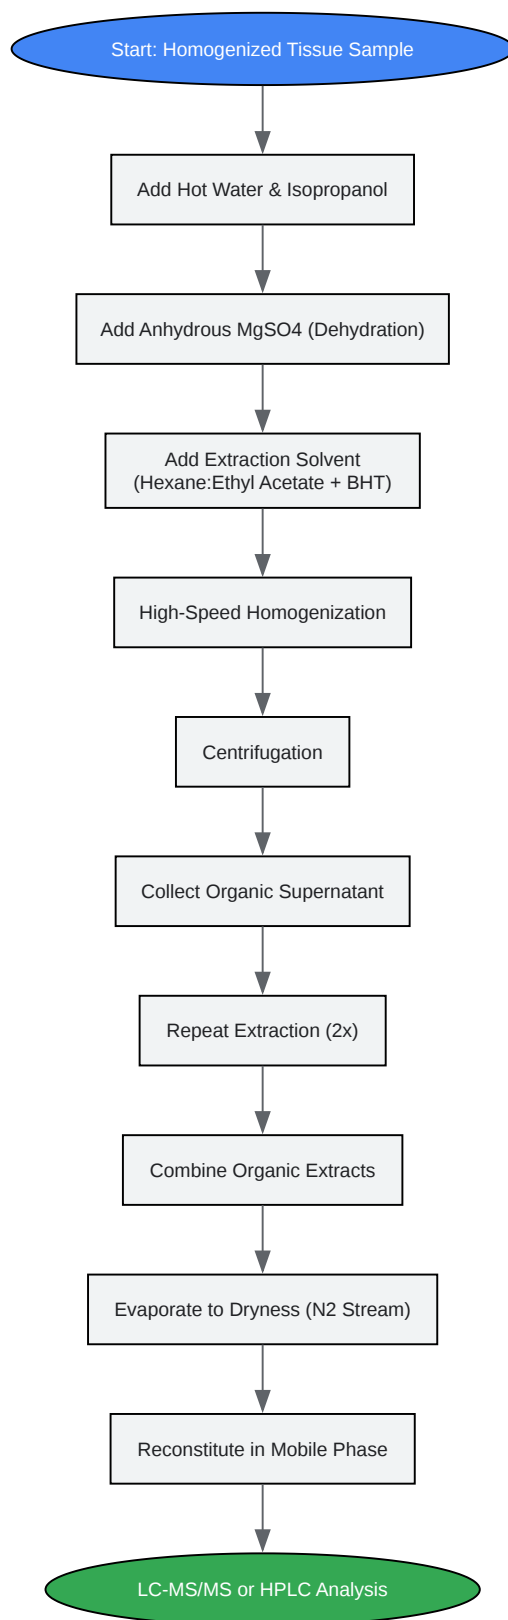 Start: Homogenized Tissue Sample
Add Hot Water & Isopropanol
Add Anhydrous MgSO4 (Dehydration)
Add Extraction Solvent
(Hexane:Ethyl Acetate + BHT)
High-Speed Homogenization
Centrifugation
Collect Organic Supernatant
Repeat Extraction (2x)
Combine Organic Extracts
Evaporate to Dryness (N2 Stream)
Reconstitute in Mobile Phase
LC-MS/MS or HPLC Analysis